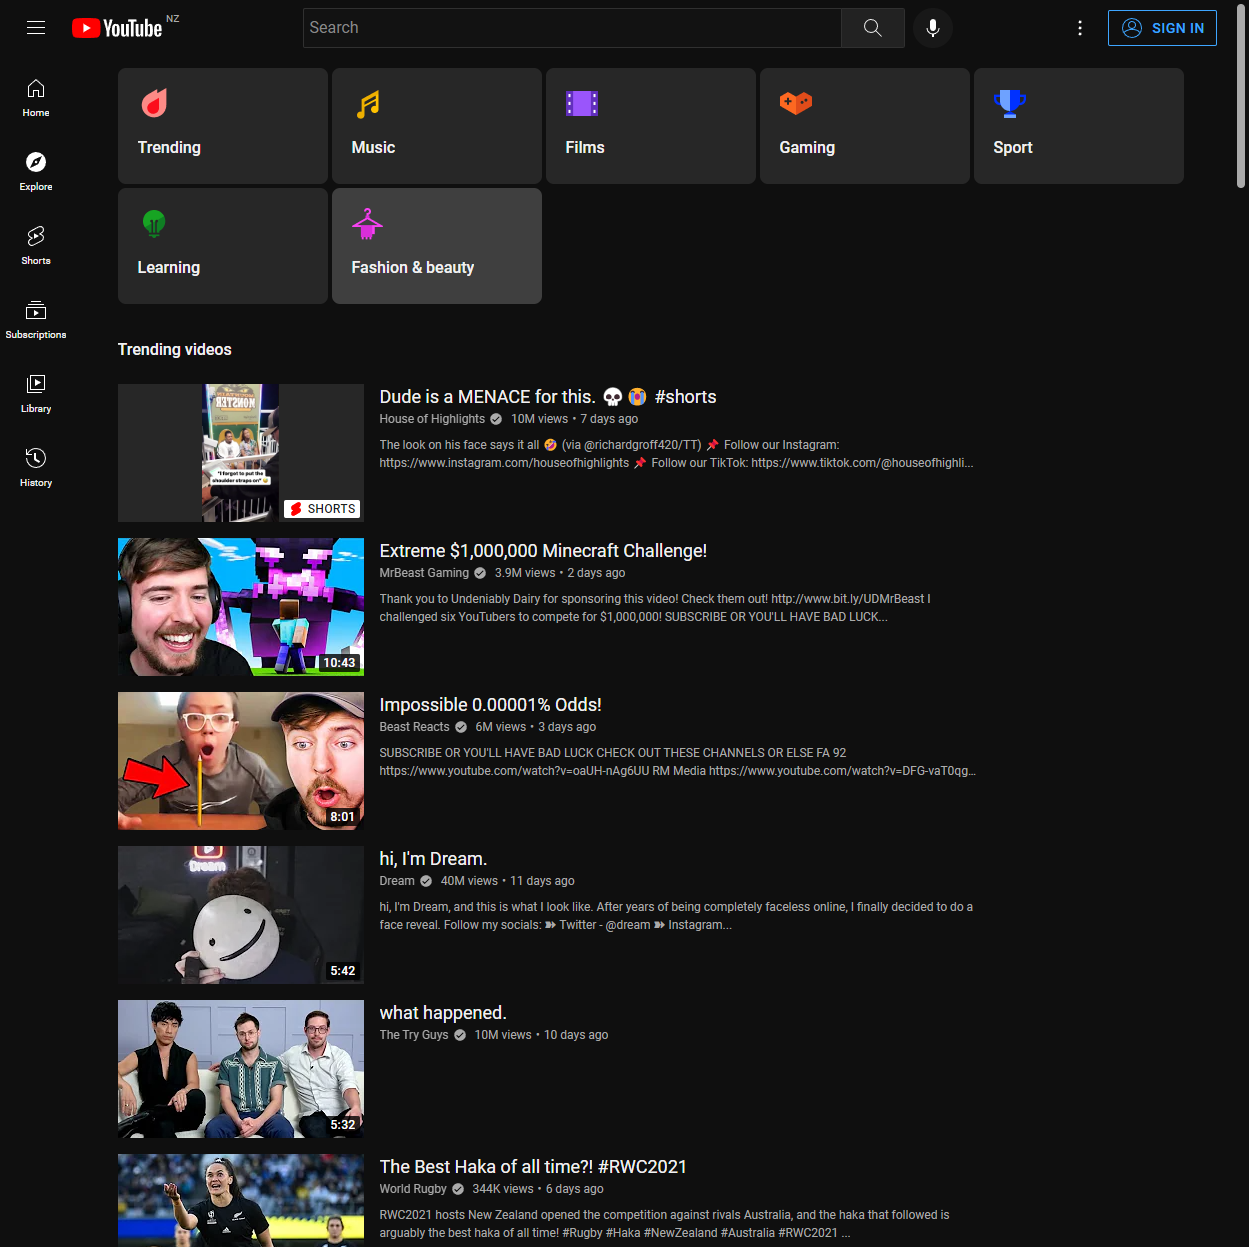 YouTube NZ
Search
SIGN IN
Home
Explore
Shorts
Subscriptions
Library
History
Trending
Music
Films
Gaming
Sport
Learning
Fashion & beauty
Trending videos
MONSTER
"I forgot to put the
shoulder straps on" 😅
SHORTS
Dude is a MENACE for this. 💀 😭 #shorts
House of Highlights 10M views • 7 days ago
The look on his face says it all 🤣 (via @richardgroff420/TT) 📌 Follow our Instagram:
https://www.instagram.com/houseofhighlights 📌 Follow our TikTok: https://www.tiktok.com/@houseofhighli...
10:43
Extreme $1,000,000 Minecraft Challenge!
MrBeast Gaming 3.9M views • 2 days ago
Thank you to Undeniably Dairy for sponsoring this video! Check them out! http://www.bit.ly/UDMrBeast I
challenged six YouTubers to compete for $1,000,000! SUBSCRIBE OR YOU'LL HAVE BAD LUCK...
8:01
Impossible 0.00001% Odds!
Beast Reacts 6M views • 3 days ago
SUBSCRIBE OR YOU'LL HAVE BAD LUCK CHECK OUT THESE CHANNELS OR ELSE FA 92
https://www.youtube.com/watch?v=oaUH-nAg6UU RM Media https://www.youtube.com/watch?v=DFG-vaT0qg...
Dream
5:42
hi, I'm Dream.
Dream 40M views • 11 days ago
hi, I'm Dream, and this is what I look like. After years of being completely faceless online, I finally decided to do a
face reveal. Follow my socials: ➽ Twitter - @dream ➽ Instagram...
5:32
what happened.
The Try Guys 10M views • 10 days ago
The Best Haka of all time?! #RWC2021
World Rugby 344K views • 6 days ago
RWC2021 hosts New Zealand opened the competition against rivals Australia, and the haka that followed is
arguably the best haka of all time! #Rugby #Haka #NewZealand #Australia #RWC2021 ...